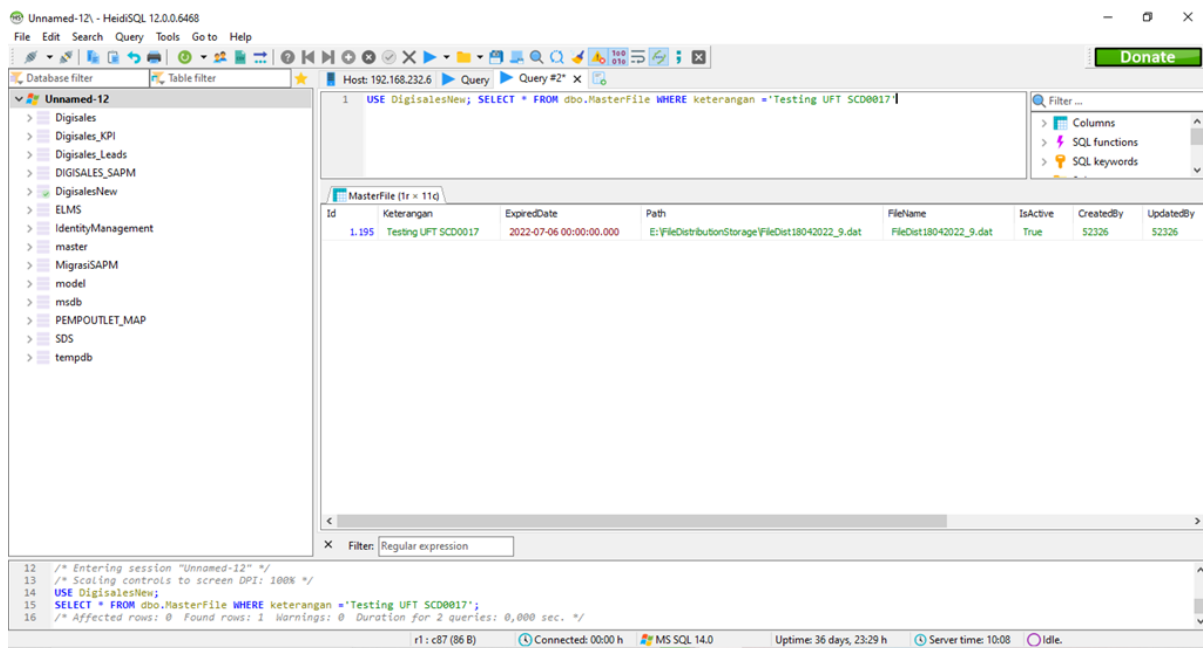 Unnamed-12\ - HeidiSQL 12.0.0.6468
File Edit Search Query Tools Go to Help
Donate
Database filter Table filter
Host: 192.168.232.6 Query Query #2*
Unnamed-12
Digisales
Digisales_KPI
Digisales_Leads
DIGISALES_SAPM
DigisalesNew
ELMS
IdentityManagement
master
MigrasiSAPM
model
msdb
PEMPOUTLET_MAP
SDS
tempdb
1 USE DigisalesNew; SELECT * FROM dbo.MasterFile WHERE keterangan ='Testing UFT SCD0017'
Filter ...
Columns
SQL functions
SQL keywords
MasterFile (1r × 11c)
Id Keterangan ExpiredDate Path FileName IsActive CreatedBy UpdatedBy
1.195 Testing UFT SCD0017 2022-07-06 00:00:00.000 E:\FileDistributionStorage\FileDist18042022_9.dat FileDist18042022_9.dat True 52326 52326
Filter: Regular expression
12 /* Entering session "Unnamed-12" */
13 /* Scaling controls to screen DPI: 100% */
14 USE DigisalesNew;
15 SELECT * FROM dbo.MasterFile WHERE keterangan ='Testing UFT SCD0017';
16 /* Affected rows: 0 Found rows: 1 Warnings: 0 Duration for 2 queries: 0,000 sec. */
r1 : c87 (86 B) Connected: 00:00 h MS SQL 14.0 Uptime: 36 days, 23:29 h Server time: 10:08 Idle.